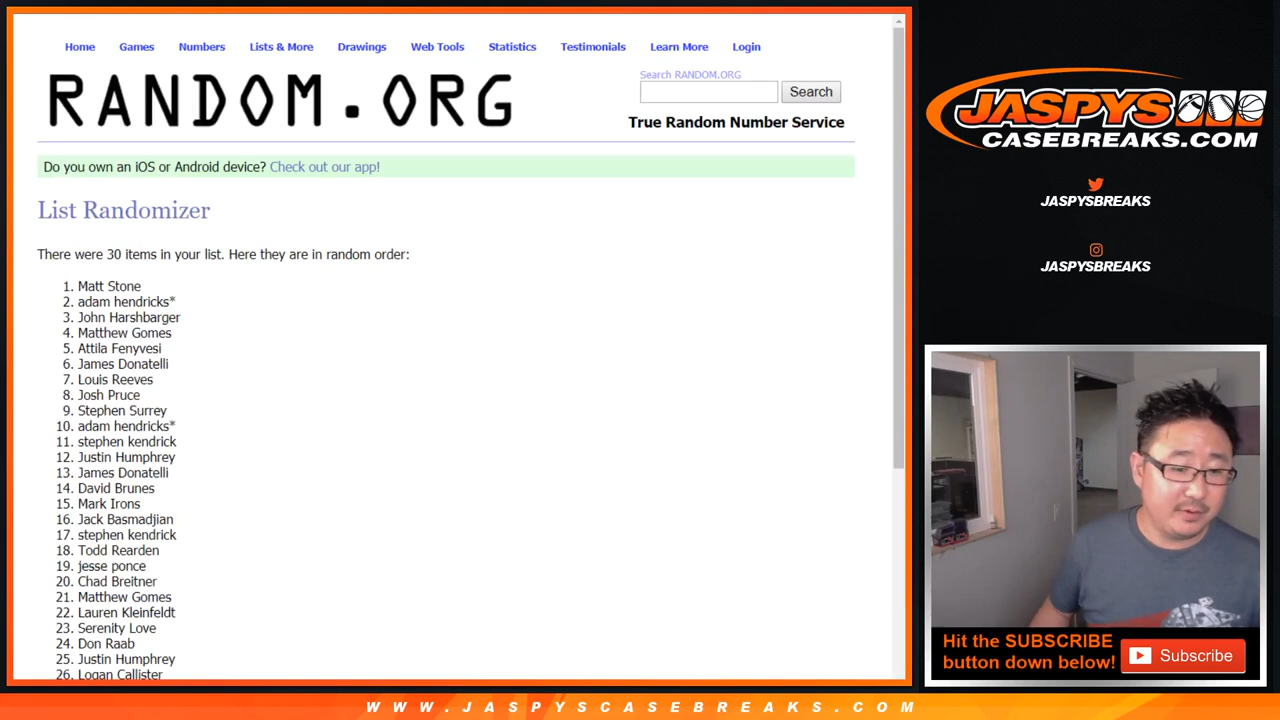 Home Games Numbers Lists & More Drawings Web Tools Statistics Testimonials Learn More Login
RANDOM.ORG
Search RANDOM.ORG
Search
True Random Number Service
Do you own an iOS or Android device? Check out our app!
List Randomizer
There were 30 items in your list. Here they are in random order:
1. Matt Stone
2. adam hendricks*
3. John Harshbarger
4. Matthew Gomes
5. Attila Fenyvesi
6. James Donatelli
7. Louis Reeves
8. Josh Pruce
9. Stephen Surrey
10. adam hendricks*
11. stephen kendrick
12. Justin Humphrey
13. James Donatelli
14. David Brunes
15. Mark Irons
16. Jack Basmadjian
17. stephen kendrick
18. Todd Rearden
19. jesse ponce
20. Chad Breitner
21. Matthew Gomes
22. Lauren Kleinfeldt
23. Serenity Love
24. Don Raab
25. Justin Humphrey
26. Logan Callister
JASPYS
CASEBREAKS.COM
JASPYSBREAKS
JASPYSBREAKS
Hit the SUBSCRIBE
button down below!
Subscribe
WWW.JASPYSCASEBREAKS.COM